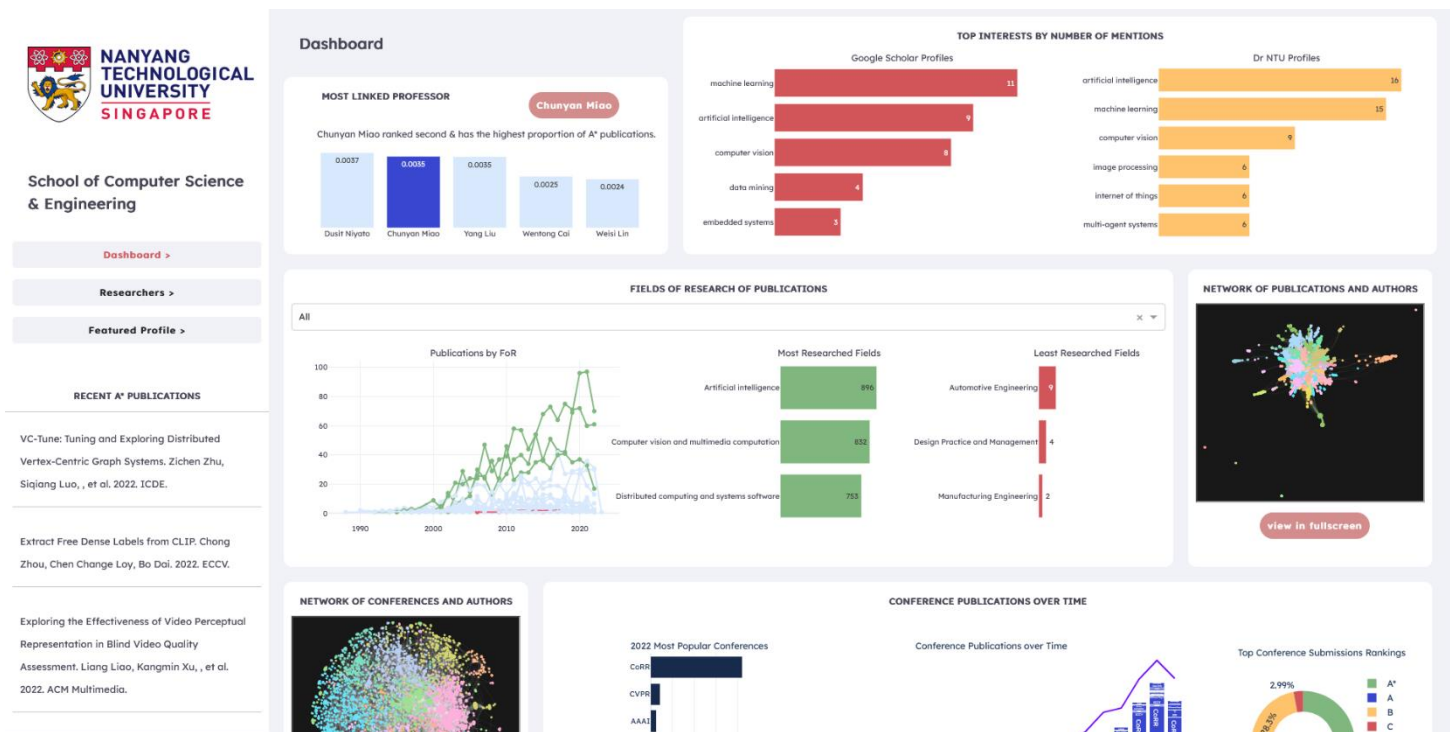 NANYANG
TECHNOLOGICAL
UNIVERSITY
SINGAPORE
School of Computer Science
& Engineering
Dashboard >
Researchers >
Featured Profile >
RECENT A* PUBLICATIONS
VC-Tune: Tuning and Exploring Distributed
Vertex-Centric Graph Systems. Zichen Zhu,
Siqiang Luo, , et al. 2022. ICDE.
Extract Free Dense Labels from CLIP. Chong
Zhou, Chen Change Loy, Bo Dai. 2022. ECCV.
Exploring the Effectiveness of Video Perceptual
Representation in Blind Video Quality
Assessment. Liang Liao, Kangmin Xu, , et al.
2022. ACM Multimedia.
Dashboard
MOST LINKED PROFESSOR
Chunyan Miao
Chunyan Miao ranked second & has the highest proportion of A* publications.
0.0037 0.0035 0.0035 0.0025 0.0024
Dusit Niyato Chunyan Miao Yang Liu Wentong Cai Weisi Lin
TOP INTERESTS BY NUMBER OF MENTIONS
Google Scholar Profiles
machine learning 11
artificial intelligence 9
computer vision 8
data mining 4
embedded systems 3
Dr NTU Profiles
artificial intelligence 16
machine learning 15
computer vision 9
image processing 6
internet of things 6
multi-agent systems 6
FIELDS OF RESEARCH OF PUBLICATIONS
All
Publications by FoR
100
80
60
40
20
0
1990 2000 2010 2020
Most Researched Fields
Artificial intelligence 896
Computer vision and multimedia computation 832
Distributed computing and systems software 753
Least Researched Fields
Automotive Engineering 9
Design Practice and Management 4
Manufacturing Engineering 2
NETWORK OF PUBLICATIONS AND AUTHORS
view in fullscreen
NETWORK OF CONFERENCES AND AUTHORS
CONFERENCE PUBLICATIONS OVER TIME
2022 Most Popular Conferences
CoRR
CVPR
AAAI
Conference Publications over Time
CoRR
CoRR
CoRR
Top Conference Submissions Rankings
2.99%
A*
A
B
C